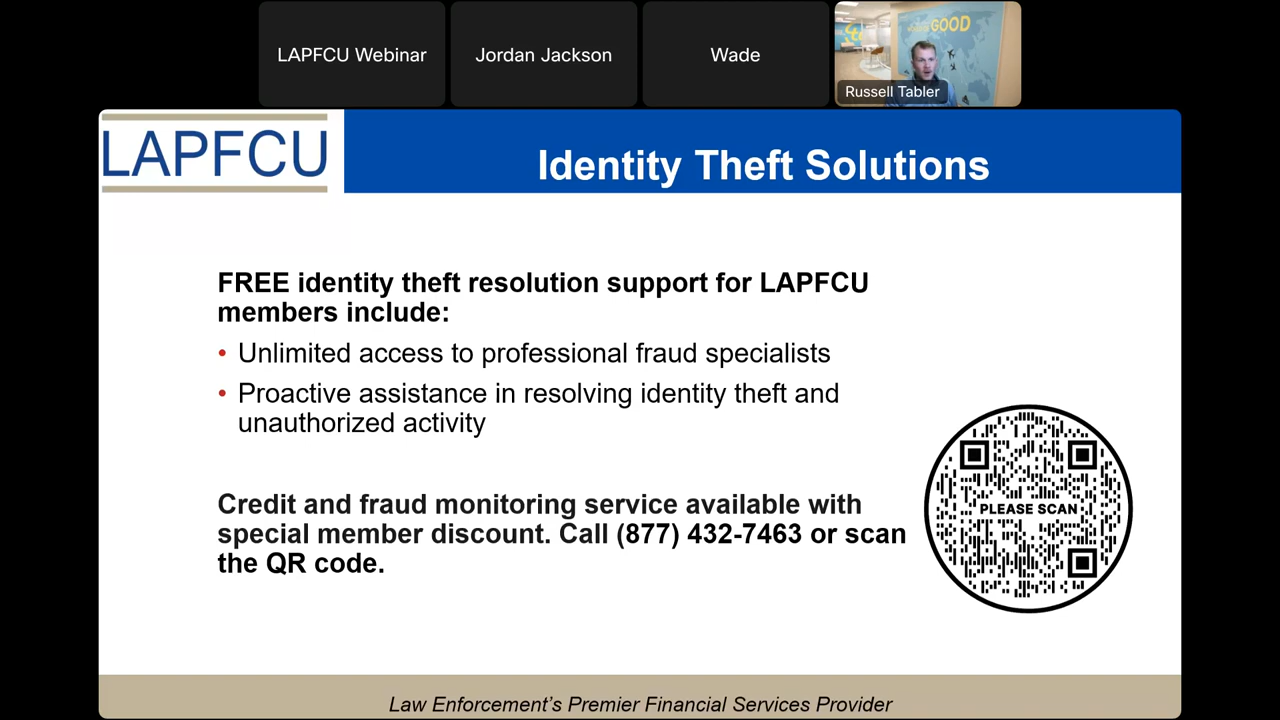 LAPFCU Webinar
Jordan Jackson
Wade
GOOD
Russell Tabler
LAPFCU
Identity Theft Solutions
FREE identity theft resolution support for LAPFCU
members include:
• Unlimited access to professional fraud specialists
• Proactive assistance in resolving identity theft and
unauthorized activity
Credit and fraud monitoring service available with
special member discount. Call (877) 432-7463 or scan
the QR code.
PLEASE SCAN
Law Enforcement’s Premier Financial Services Provider